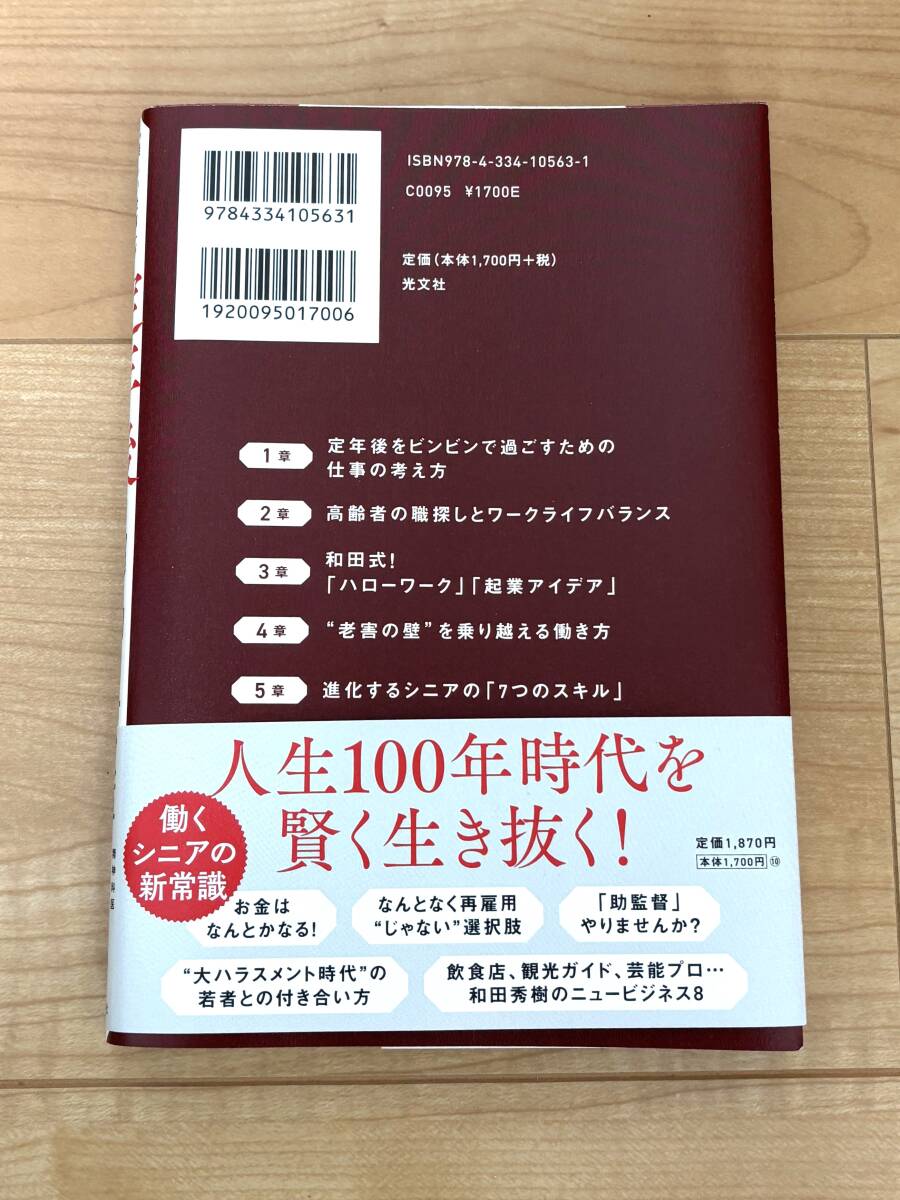 9784334105631
1920095017006
ISBN978-4-334-10563-1
C0095 ¥1700E
定価(本体1,700円+税)
光文社
1章
定年後をビンビンで過ごすための
仕事の考え方
2章
高齢者の職探しとワークライフバランス
3章
和田式!
「ハローワーク」「起業アイデア」
4章
“老害の壁”を乗り越える働き方
5章
進化するシニアの「7つのスキル」
人生100年時代を
賢く生き抜く!
働く
シニアの
新常識
定価1,870円
本体1,700円 ⑩
お金は
なんとかなる!
なんとなく再雇用
“じゃない”選択肢
「助監督」
やりませんか?
“大ハラスメント時代”の
若者との付き合い方
飲食店、観光ガイド、芸能プロ…
和田秀樹のニュービジネス8
精神科医